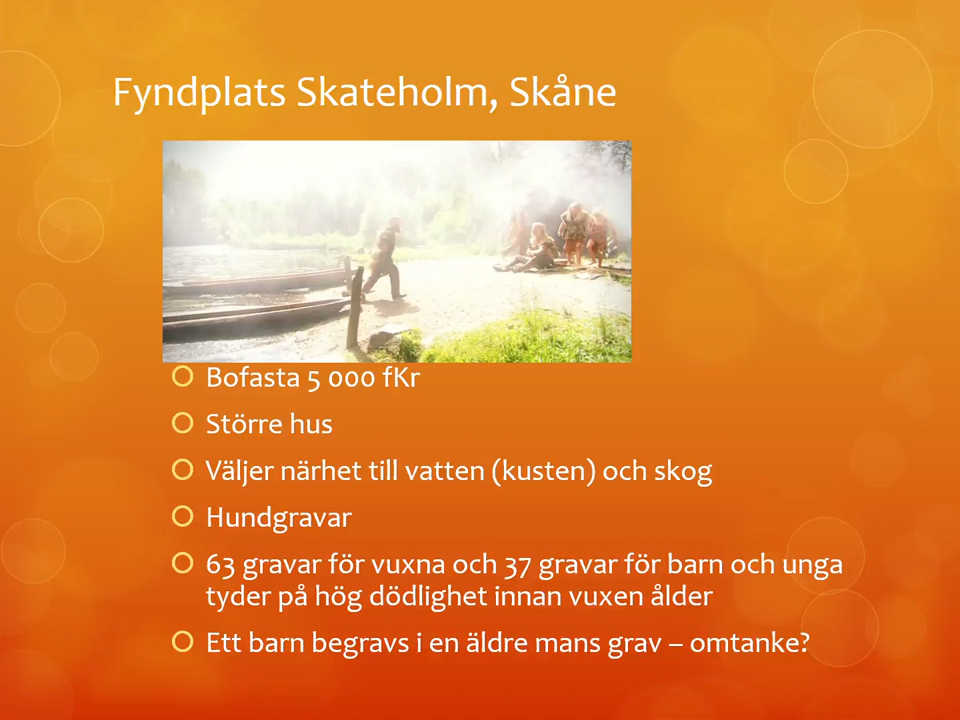 Fyndplats Skateholm, Skåne
Bofasta 5 000 fKr
Större hus
Väljer närhet till vatten (kusten) och skog
Hundgravar
63 gravar för vuxna och 37 gravar för barn och unga
tyder på hög dödlighet innan vuxen ålder
Ett barn begravs i en äldre mans grav – omtanke?